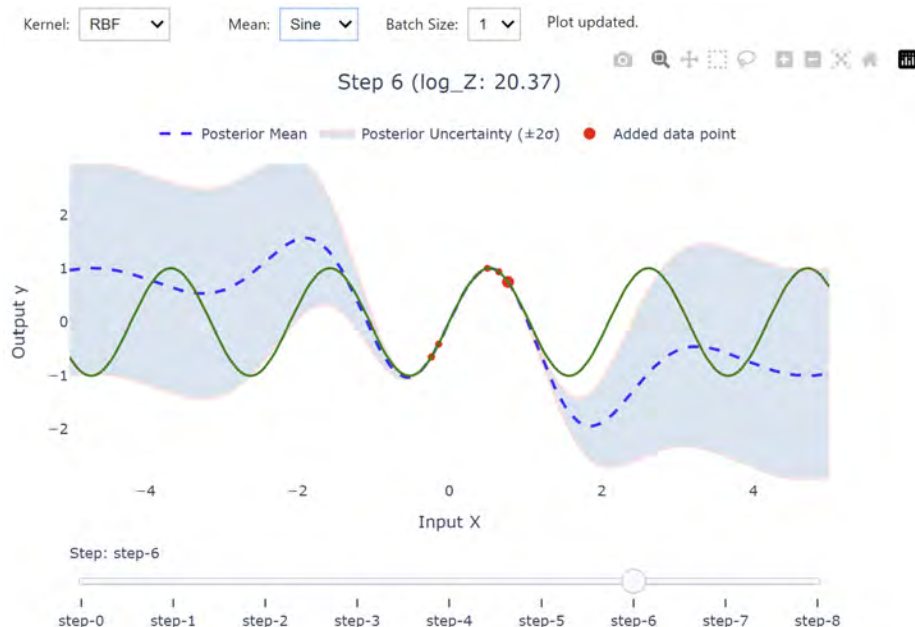 Kernel: RBF Mean: Sine Batch Size: 1 Plot updated.
Step 6 (log_Z: 20.37)
Posterior Mean Posterior Uncertainty (±2σ) Added data point
2
1
0
−1
−2
Output y
−4 −2 0 2 4
Input X
Step: step-6
step-0 step-1 step-2 step-3 step-4 step-5 step-6 step-7 step-8